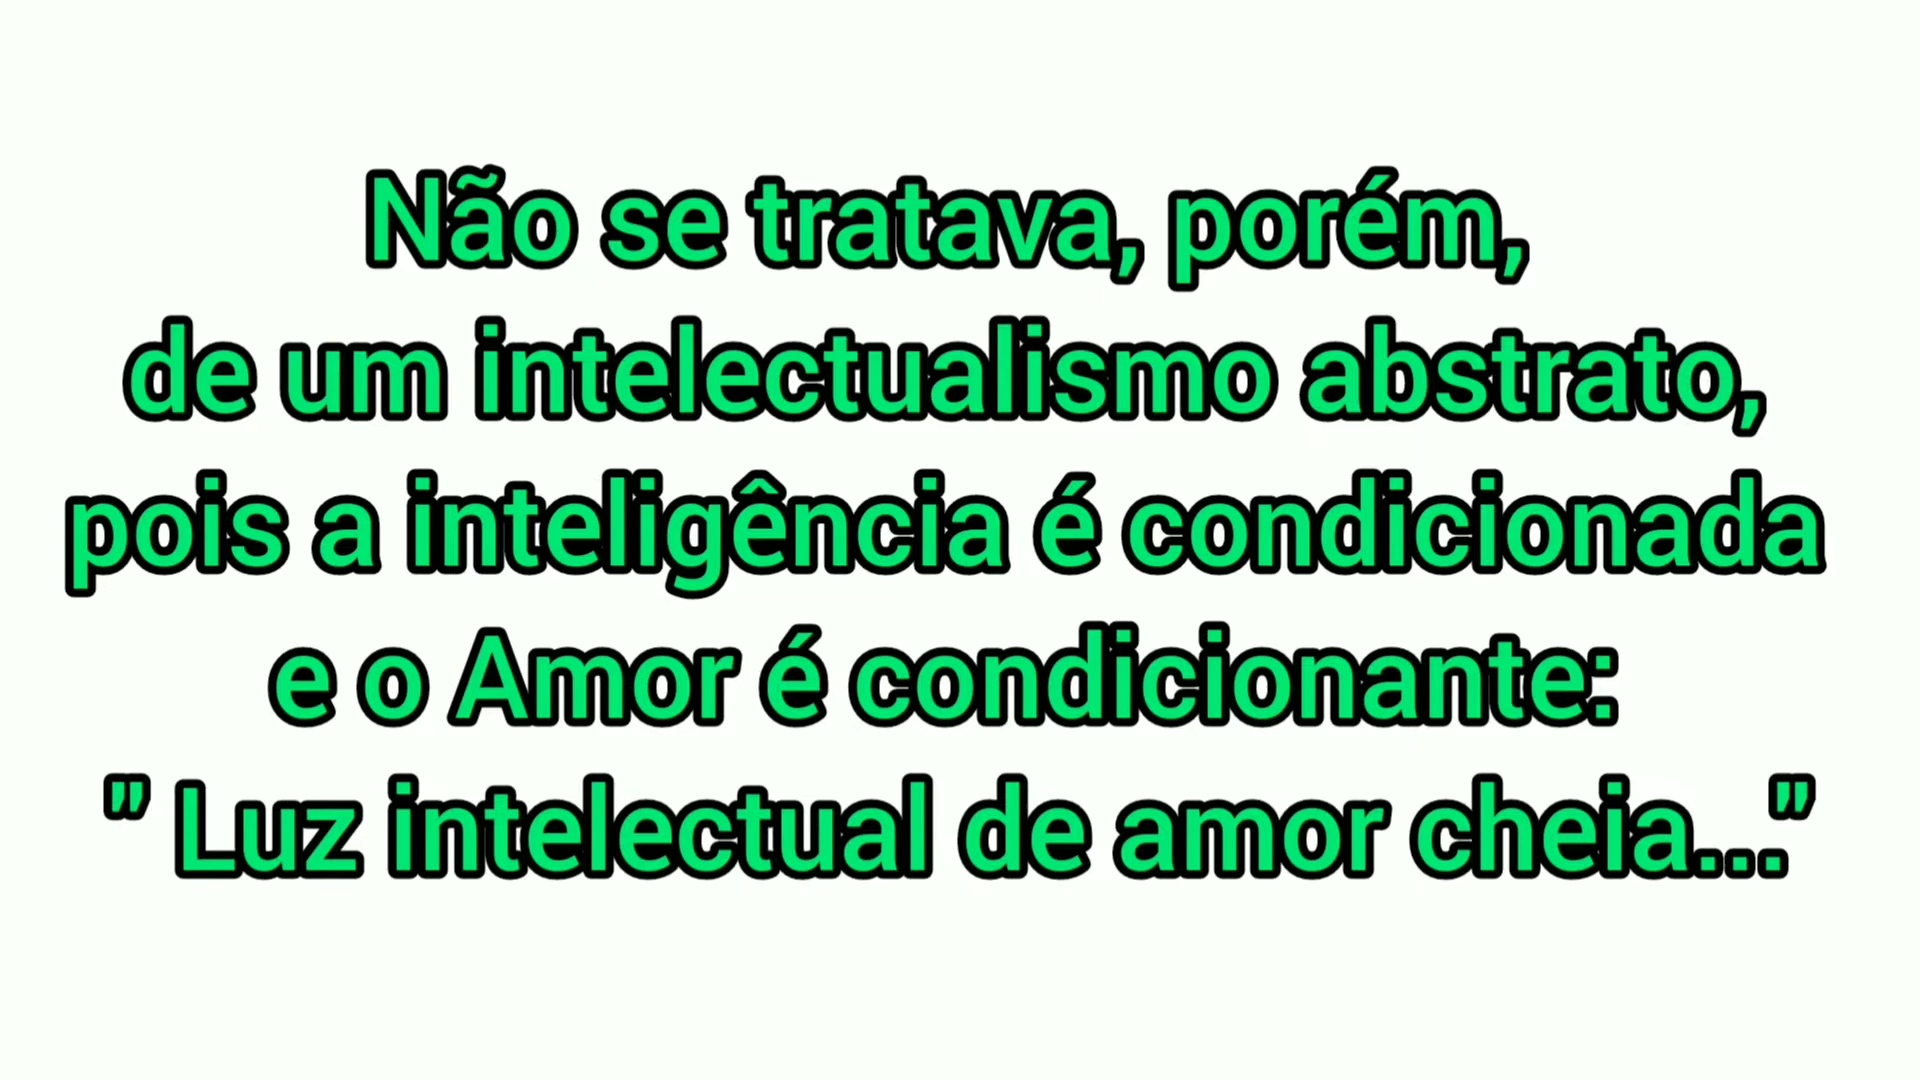 Não se tratava, porém,
de um intelectualismo abstrato,
pois a inteligência é condicionada
e o Amor é condicionante:
" Luz intelectual de amor cheia..."